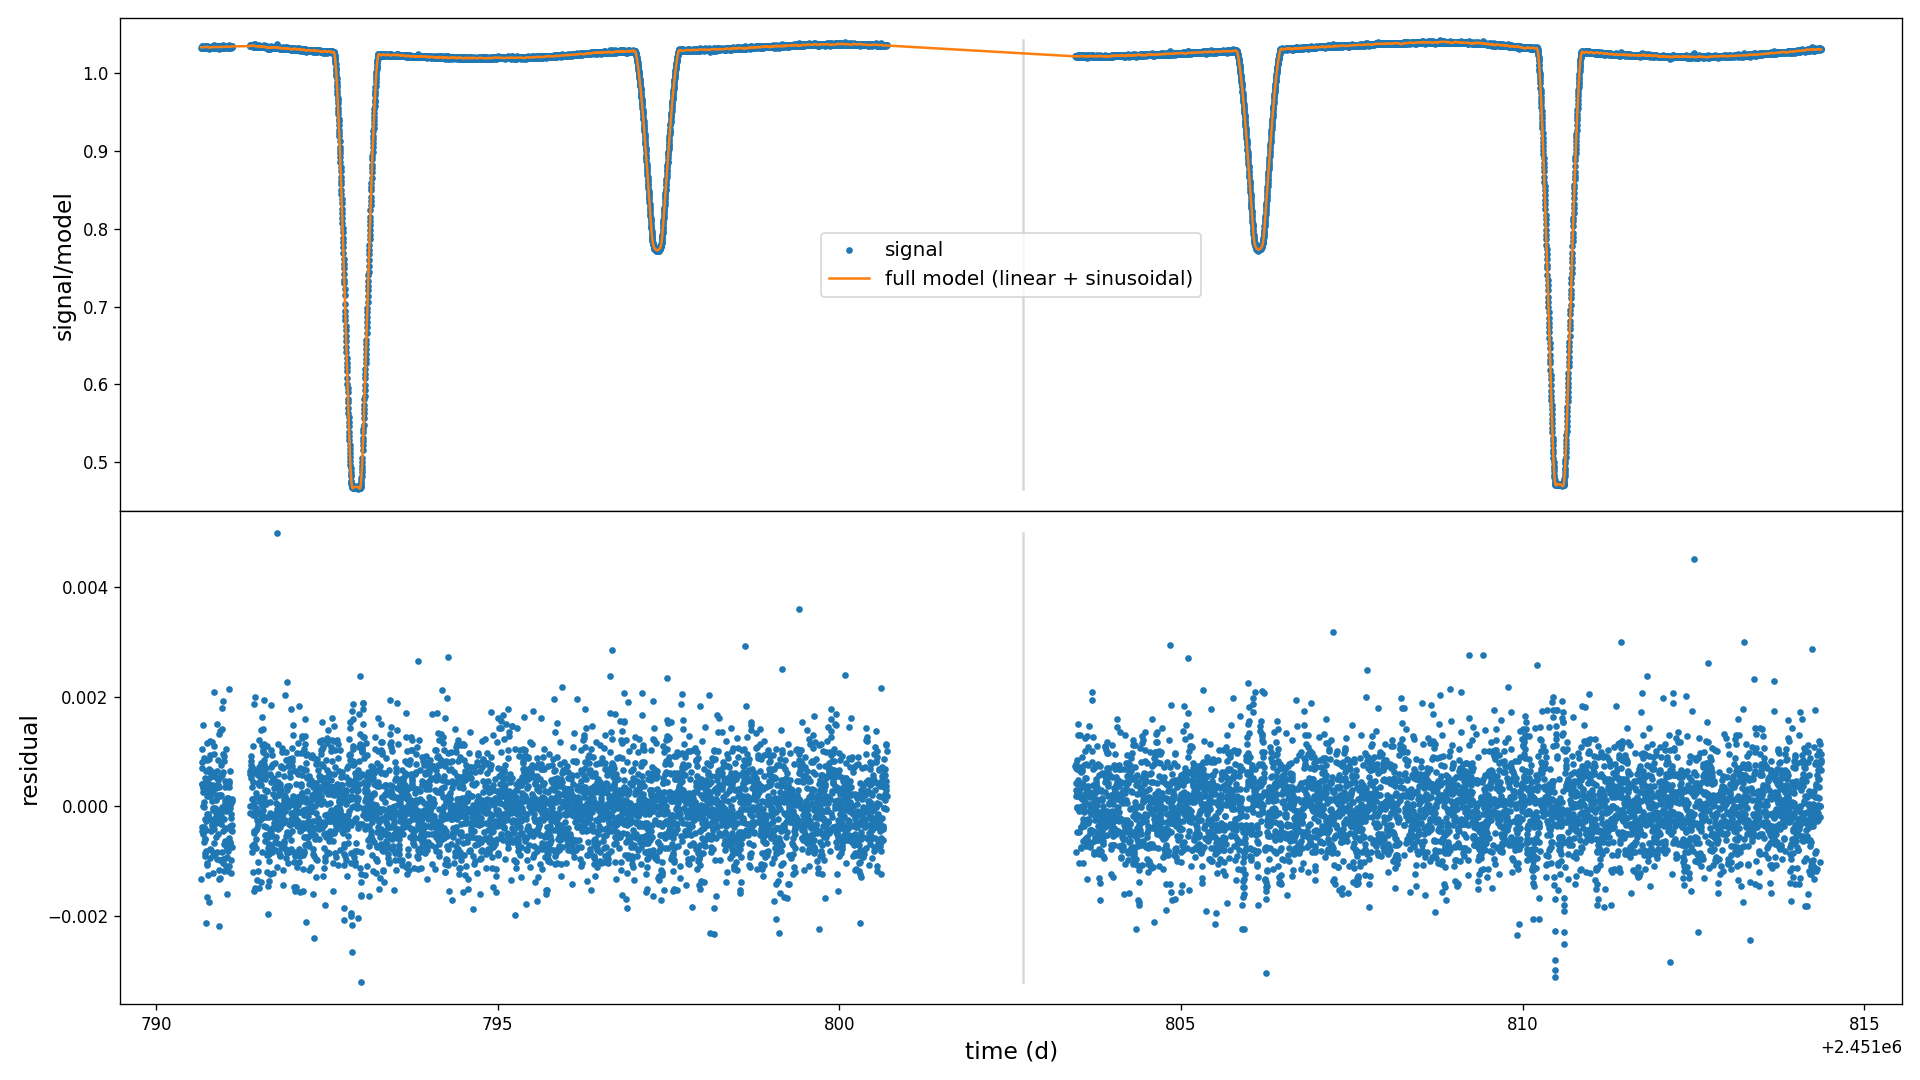 signal/model
1.0
0.9
0.8
0.7
0.6
0.5
signal
full model (linear + sinusoidal)
residual
0.004
0.002
0.000
−0.002
790
795
800
805
810
815
time (d)
+2.451e6